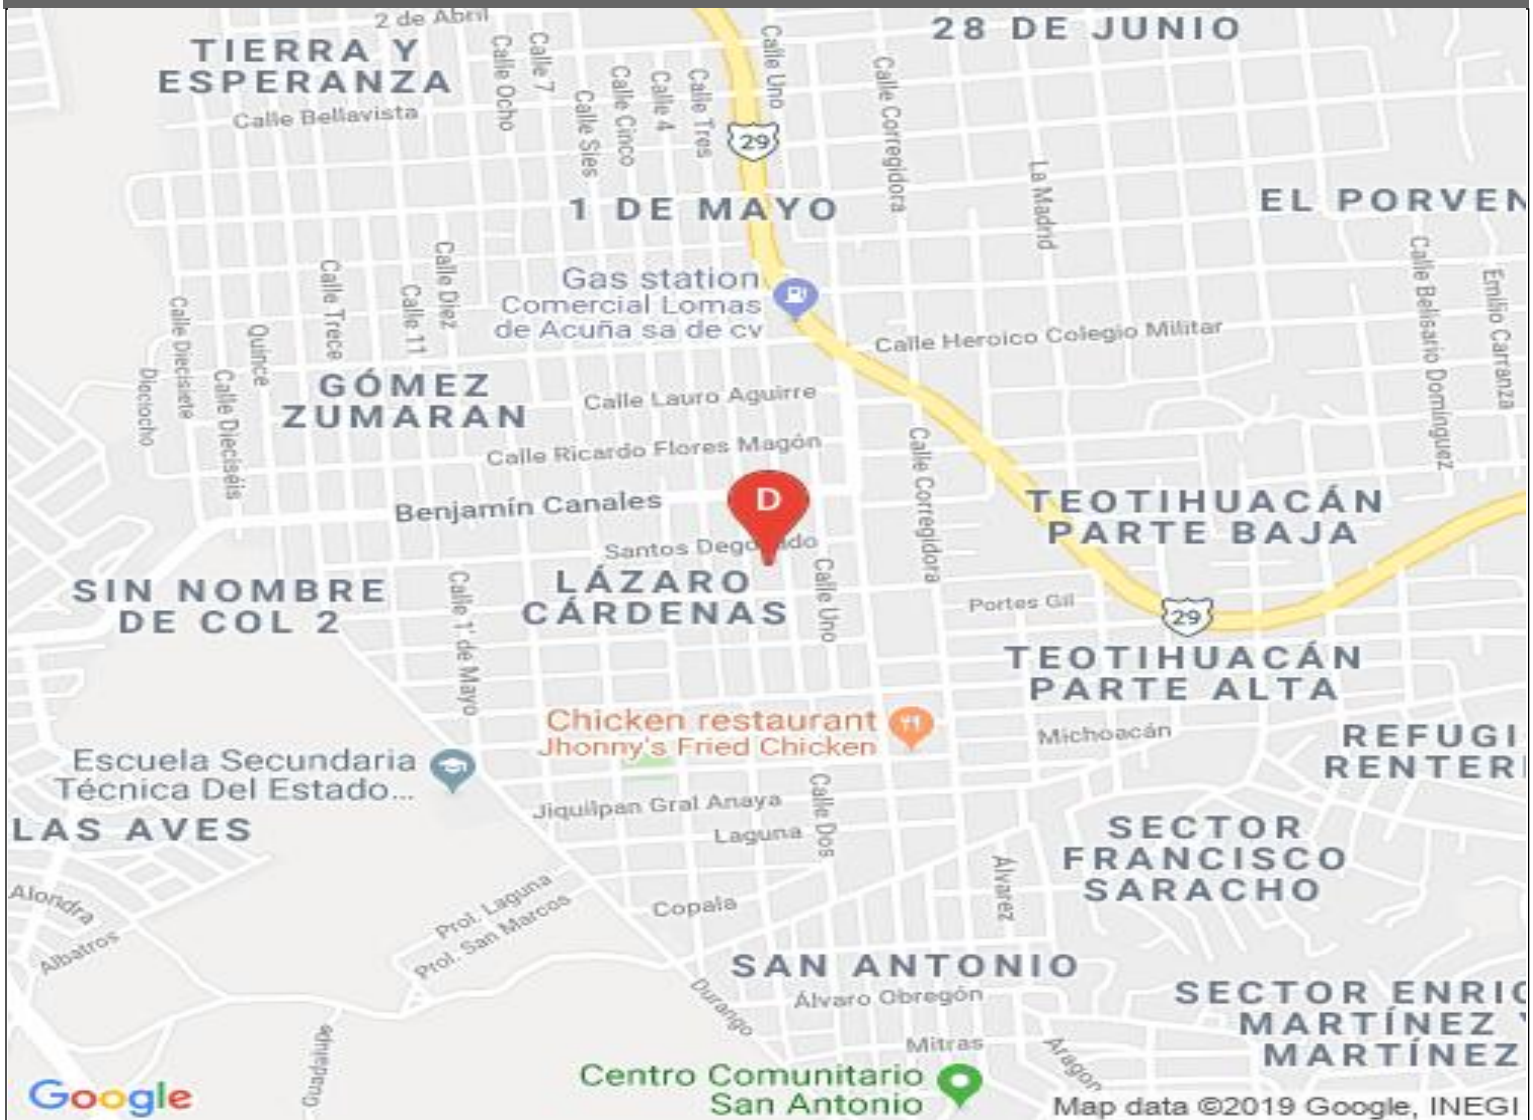 2 de Abril
28 DE JUNIO
TIERRA Y
ESPERANZA
Calle Bellavista
Calle Ocho
Calle 7
Calle Sies
Calle Cinco
Calle 4
Calle Tres
Calle Uno
29
Calle Corregidora
La Madrid
1 DE MAYO
EL PORVEN
Calle Belisario Domínguez
Emilio Carranza
Calle Diez
Calle 11
Calle Trece
Quince
Calle Diecisiete
Calle Dieciséis
Dieciocho
Gas station
Comercial Lomas
de Acuña sa de cv
Calle Heroico Colegio Militar
GÓMEZ
ZUMARAN
Calle Lauro Aguirre
Calle Ricardo Flores Magón
Calle Corregidora
Benjamín Canales
D
TEOTIHUACÁN
PARTE BAJA
Santos
LÁZARO
CÁRDENAS
Calle Uno
SIN NOMBRE
DE COL 2
Calle 1° de Mayo
Portes Gil
29
TEOTIHUACÁN
PARTE ALTA
Chicken restaurant
Jhonny's Fried Chicken
Michoacán
REFUGI
RENTER
Escuela Secundaria
Técnica Del Estado...
LAS AVES
Jiquilpan Gral Anaya
Laguna
Calle Dos
SECTOR
FRANCISCO
SARACHO
Álvarez
Alondra
Albatros
Prol. Laguna
Prol. San Marcos
Copala
SAN ANTONIO
Álvaro Obregón
Durango
SECTOR ENRIC
MARTÍNEZ Y
MARTÍNEZ
Mitras
Aragon
Guadalupe
Centro Comunitario
San Antonio
Google
Map data ©2019 Google, INEGI